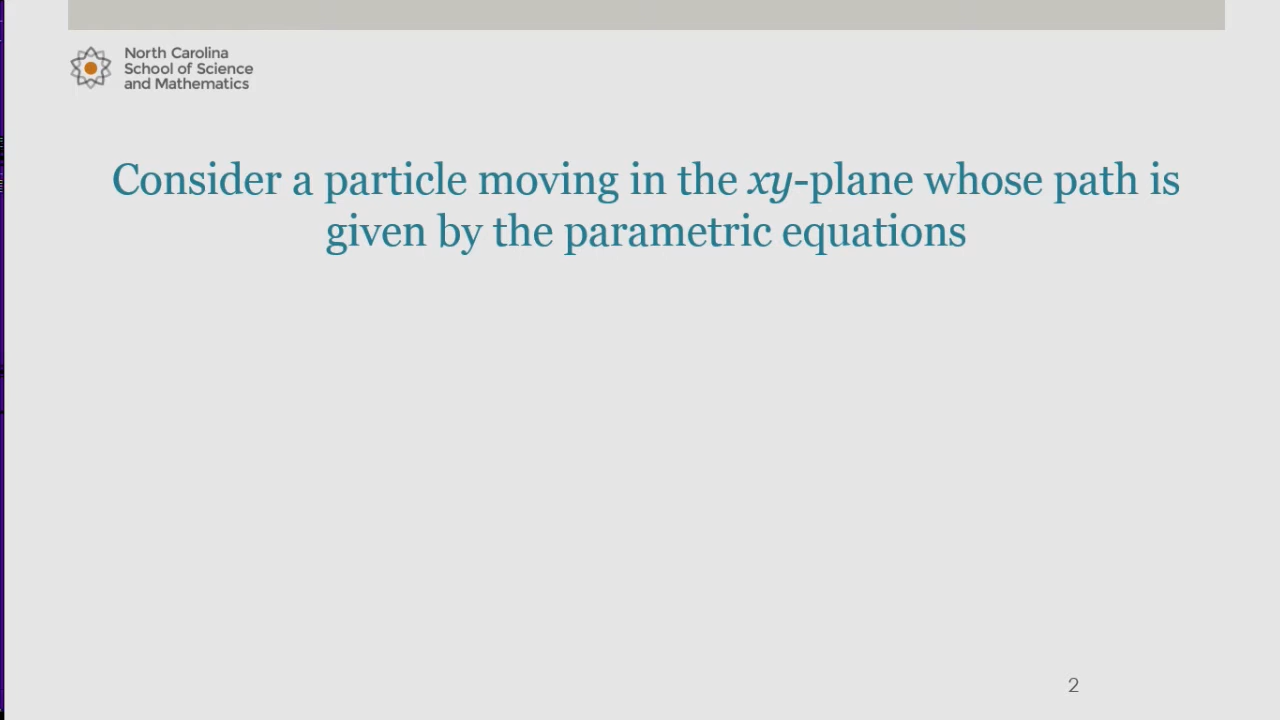 North Carolina
School of Science
and Mathematics
Consider a particle moving in the xy-plane whose path is
given by the parametric equations
2